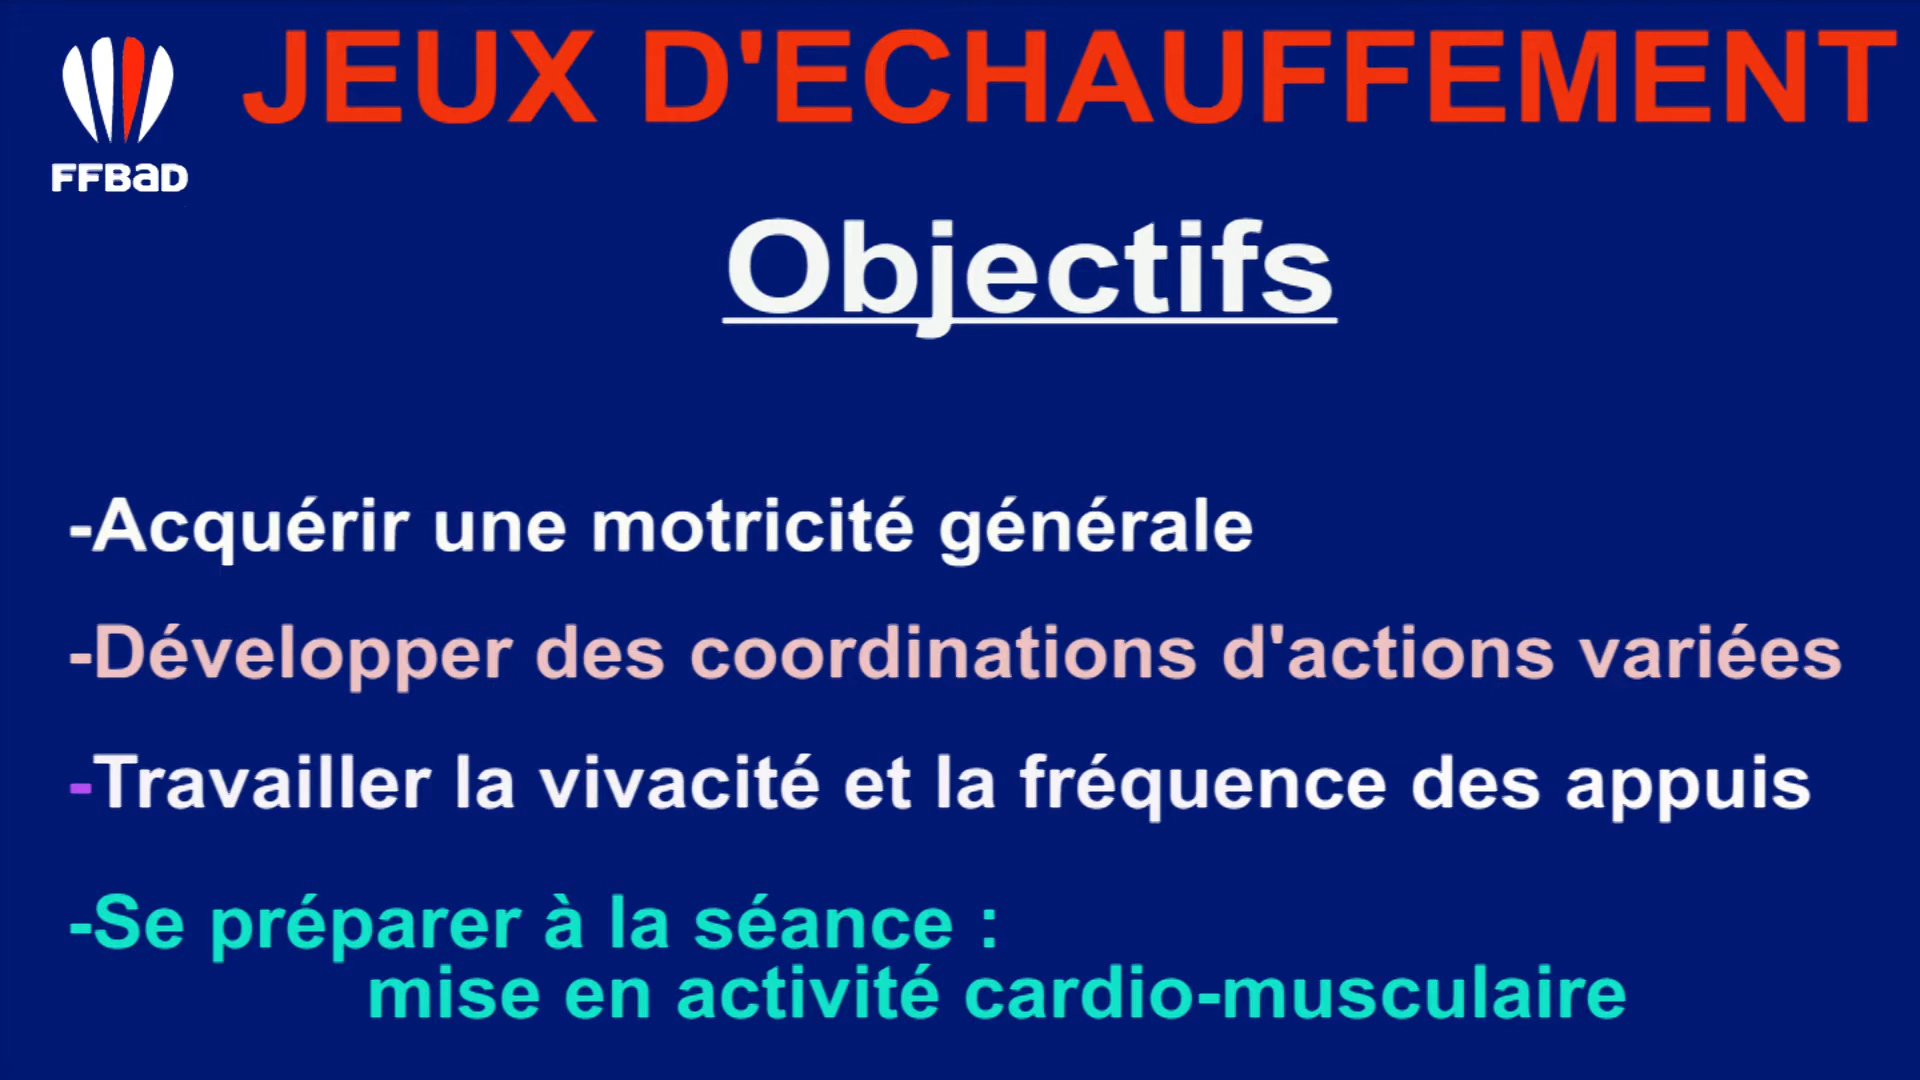 JEUX D'ECHAUFFEMENT
FFBaD
Objectifs
-Acquérir une motricité générale
-Développer des coordinations d'actions variées
-Travailler la vivacité et la fréquence des appuis
-Se préparer à la séance :
mise en activité cardio-musculaire